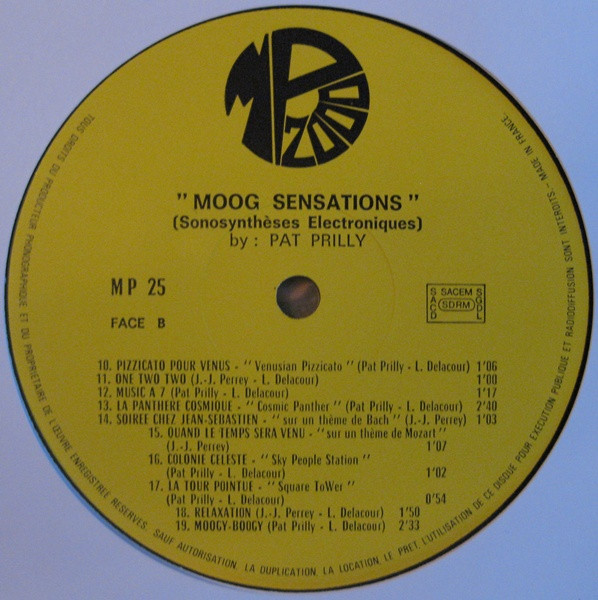 MP 2000
" MOOG SENSATIONS "
(Sonosynthèses Electroniques)
by : PAT PRILLY
MP 25
FACE B
SACD SACEM SDRM SGDL
10. PIZZICATO POUR VENUS - " Venusian Pizzicato " (Pat Prilly - L. Delacour) 1'06
11. ONE TWO TWO (J.-J. Perrey - L. Delacour) 1'00
12. MUSIC A 7 (Pat Prilly - L. Delacour) 1'17
13. LA PANTHERE COSMIQUE - " Cosmic Panther " (Pat Prilly - L. Delacour) 2'40
14. SOIREE CHEZ JEAN-SEBASTIEN - " sur un thème de Bach " (J.-J. Perrey) 1'03
15. QUAND LE TEMPS SERA VENU - " sur un thème de Mozart "
(J.-J. Perrey) 1'07
16. COLONIE CELESTE - " Sky People Station "
(Pat Prilly - L. Delacour) 1'02
17. LA TOUR POINTUE - " Square ToWer "
(Pat Prilly - L. Delacour) 0'54
18. RELAXATION (J.-J. Prilly - L. Delacour) 1'50
19. MOOGY-BOOGY (Pat Prilly - L. Delacour) 2'33
TOUS DROITS DU PRODUCTEUR PHONOGRAPHIQUE ET DU PROPRIETAIRE DE L'ŒUVRE ENREGISTREE RESERVES. SAUF AUTORISATION, LA DUPLICATION, LA LOCATION, LE PRET, L'UTILISATION DE CE DISQUE POUR EXECUTION PUBLIQUE ET RADIODIFFUSION SONT INTERDITS - MADE IN FRANCE.